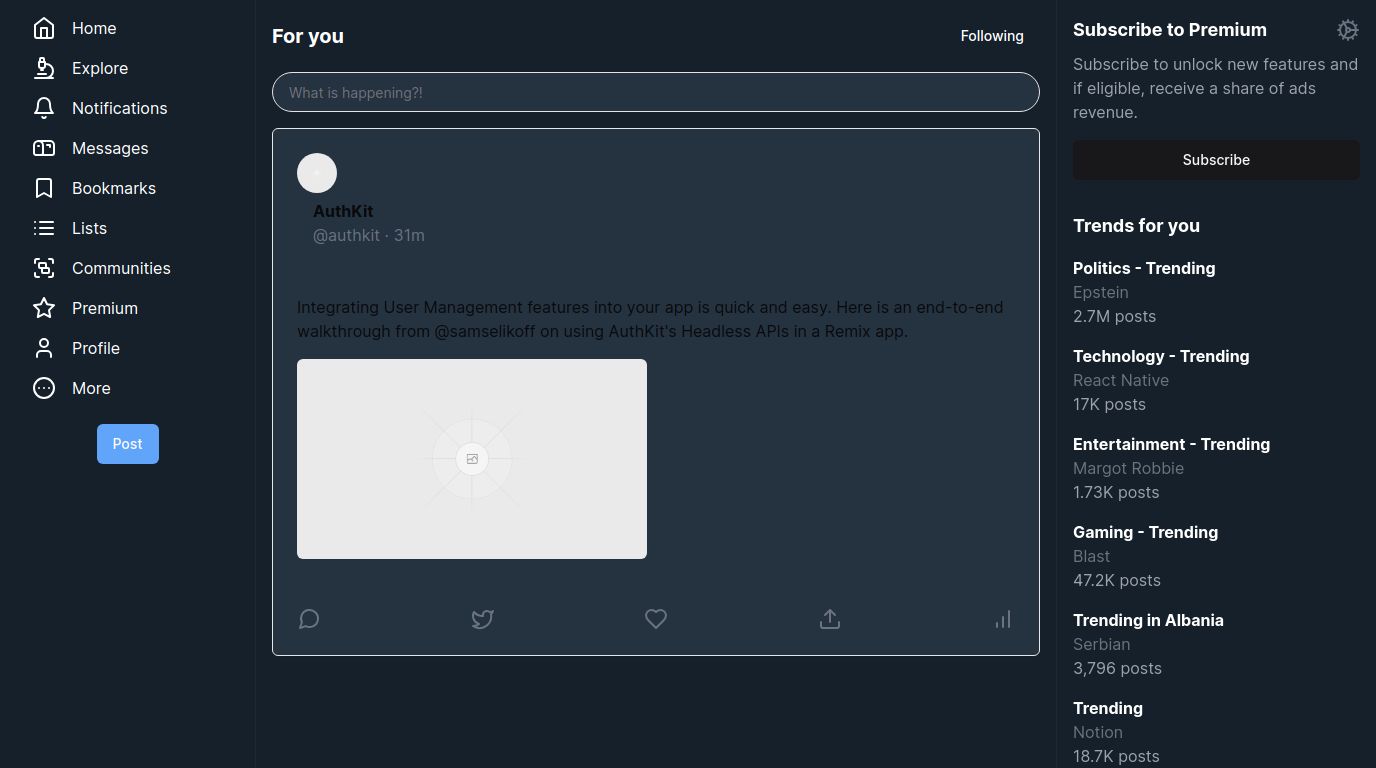 Home
Explore
Notifications
Messages
Bookmarks
Lists
Communities
Premium
Profile
More
Post
For you
Following
What is happening?!
AuthKit
@authkit · 31m
Integrating User Management features into your app is quick and easy. Here is an end-to-end
walkthrough from @samselikoff on using AuthKit's Headless APIs in a Remix app.
Subscribe to Premium
Subscribe to unlock new features and
if eligible, receive a share of ads
revenue.
Subscribe
Trends for you
Politics - Trending
Epstein
2.7M posts
Technology - Trending
React Native
17K posts
Entertainment - Trending
Margot Robbie
1.73K posts
Gaming - Trending
Blast
47.2K posts
Trending in Albania
Serbian
3,796 posts
Trending
Notion
18.7K posts